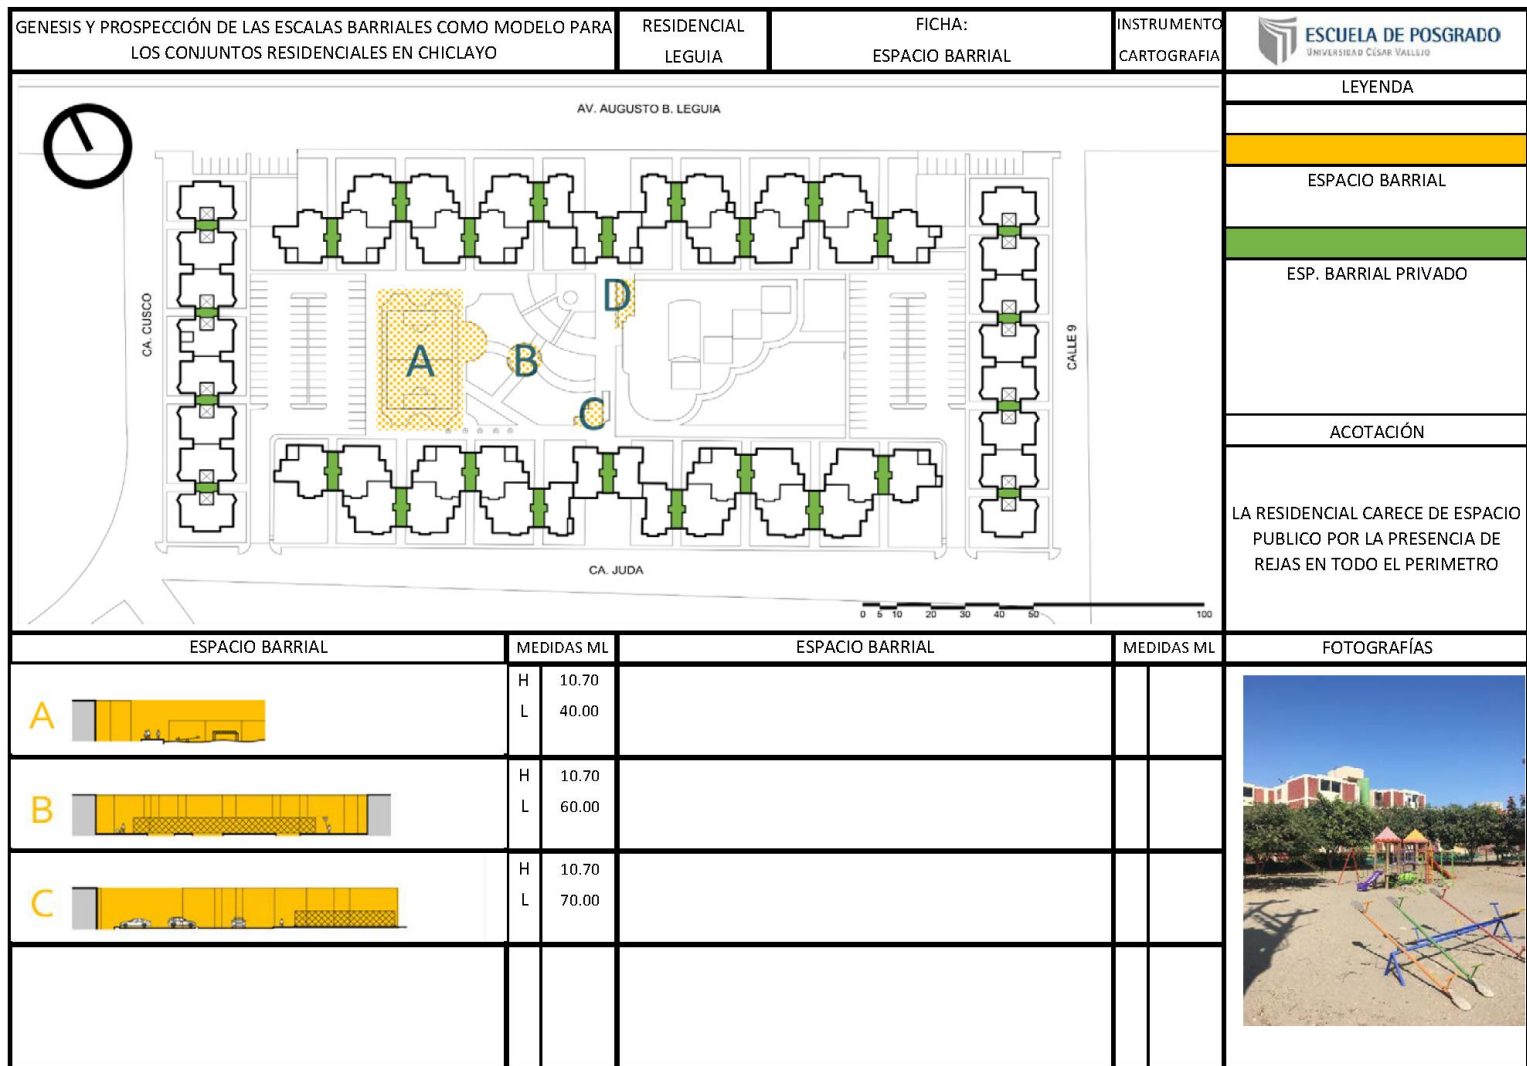 GENESIS Y PROSPECCIÓN DE LAS ESCALAS BARRIALES COMO MODELO PARA
LOS CONJUNTOS RESIDENCIALES EN CHICLAYO
RESIDENCIAL
LEGUIA
FICHA:
ESPACIO BARRIAL
INSTRUMENTO
CARTOGRAFIA
ESCUELA DE POSGRADO
UNIVERSIDAD CÉSAR VALLEJO
LEYENDA
ESPACIO BARRIAL
ESP. BARRIAL PRIVADO
ACOTACIÓN
LA RESIDENCIAL CARECE DE ESPACIO
PUBLICO POR LA PRESENCIA DE
REJAS EN TODO EL PERIMETRO
AV. AUGUSTO B. LEGUIA
CA. CUSCO
CALLE 9
A
B
C
D
CA. JUDA
0 5 10 20 30 40 50 100
ESPACIO BARRIAL
MEDIDAS ML
ESPACIO BARRIAL
MEDIDAS ML
FOTOGRAFÍAS
A
H 10.70
L 40.00
B
H 10.70
L 60.00
C
H 10.70
L 70.00